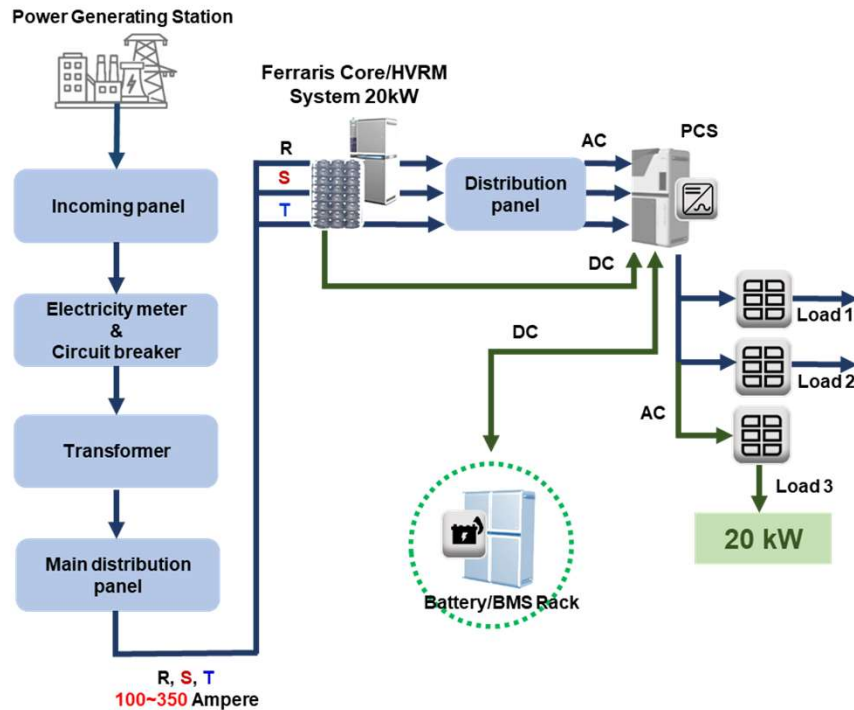 Power Generating Station
Ferraris Core/HVRM
System 20kW
Incoming panel
Electricity meter
&
Circuit breaker
Transformer
Main distribution
panel
R, S, T
100~350 Ampere
R
S
T
Distribution
panel
AC
PCS
DC
DC
Battery/BMS Rack
Load 1
Load 2
AC
Load 3
20 kW